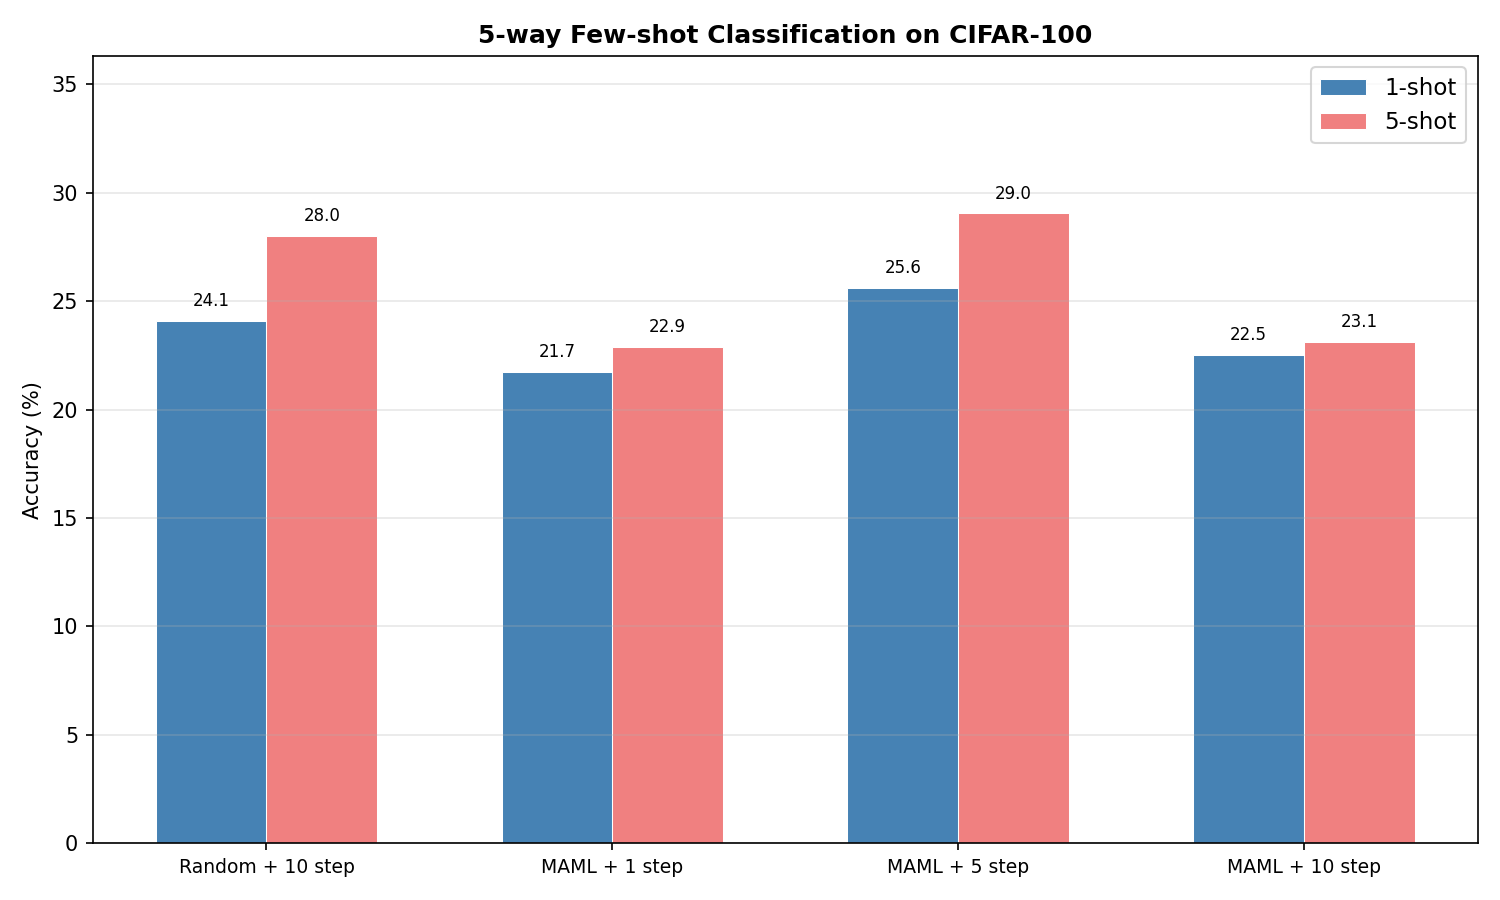 5-way Few-shot Classification on CIFAR-100
1-shot
5-shot
Accuracy (%)
35
30
25
20
15
10
5
0
24.1
28.0
21.7
22.9
25.6
29.0
22.5
23.1
Random + 10 step
MAML + 1 step
MAML + 5 step
MAML + 10 step